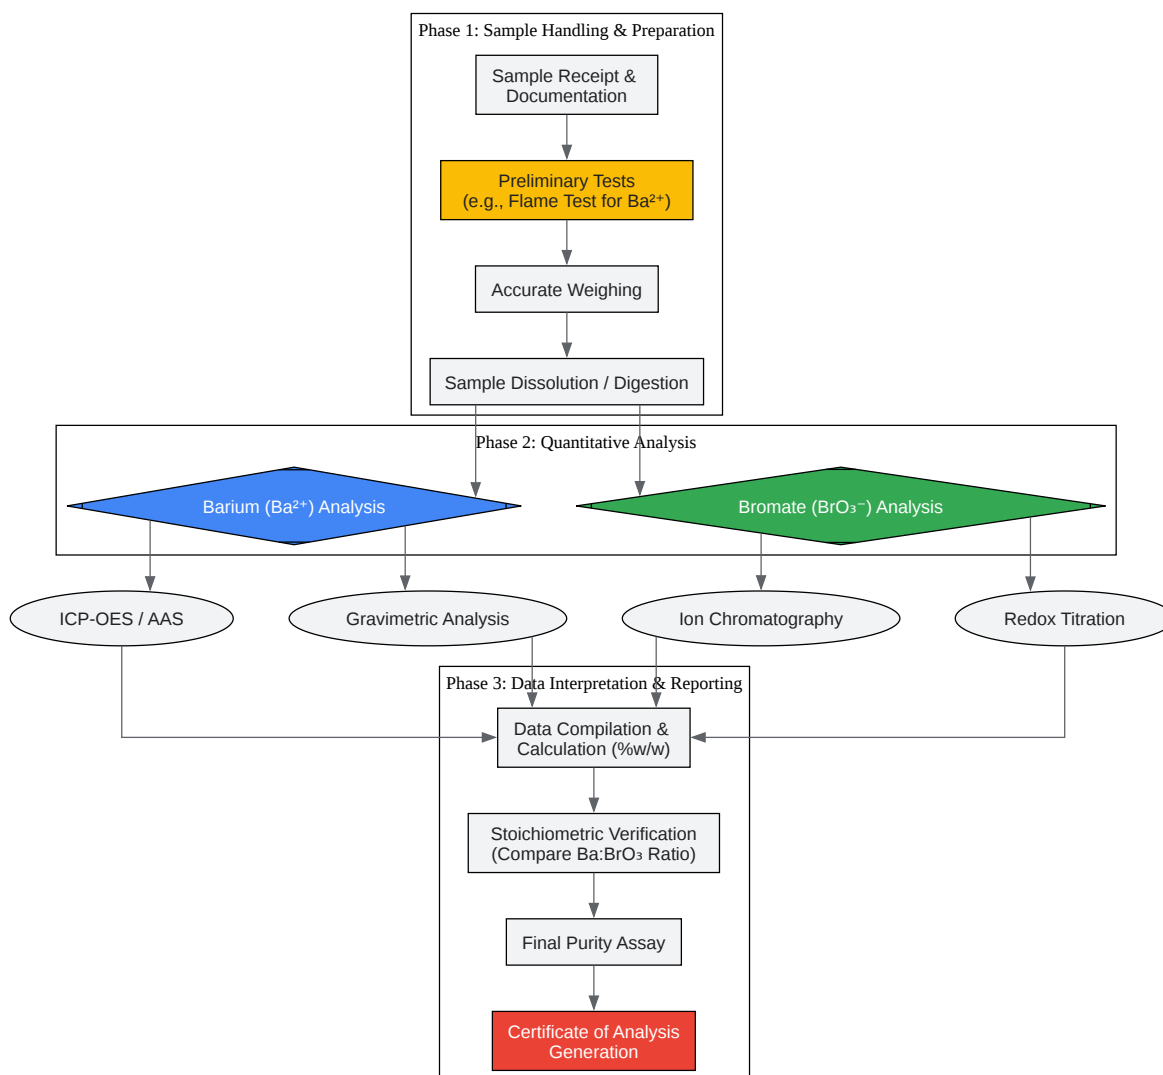 Phase 1: Sample Handling & Preparation
Sample Receipt &
Documentation
Preliminary Tests
(e.g., Flame Test for Ba²⁺)
Accurate Weighing
Sample Dissolution / Digestion
Phase 2: Quantitative Analysis
Barium (Ba²⁺) Analysis
Bromate (BrO₃⁻) Analysis
ICP-OES / AAS
Gravimetric Analysis
Ion Chromatography
Redox Titration
Phase 3: Data Interpretation & Reporting
Data Compilation &
Calculation (%w/w)
Stoichiometric Verification
(Compare Ba:BrO₃ Ratio)
Final Purity Assay
Certificate of Analysis
Generation